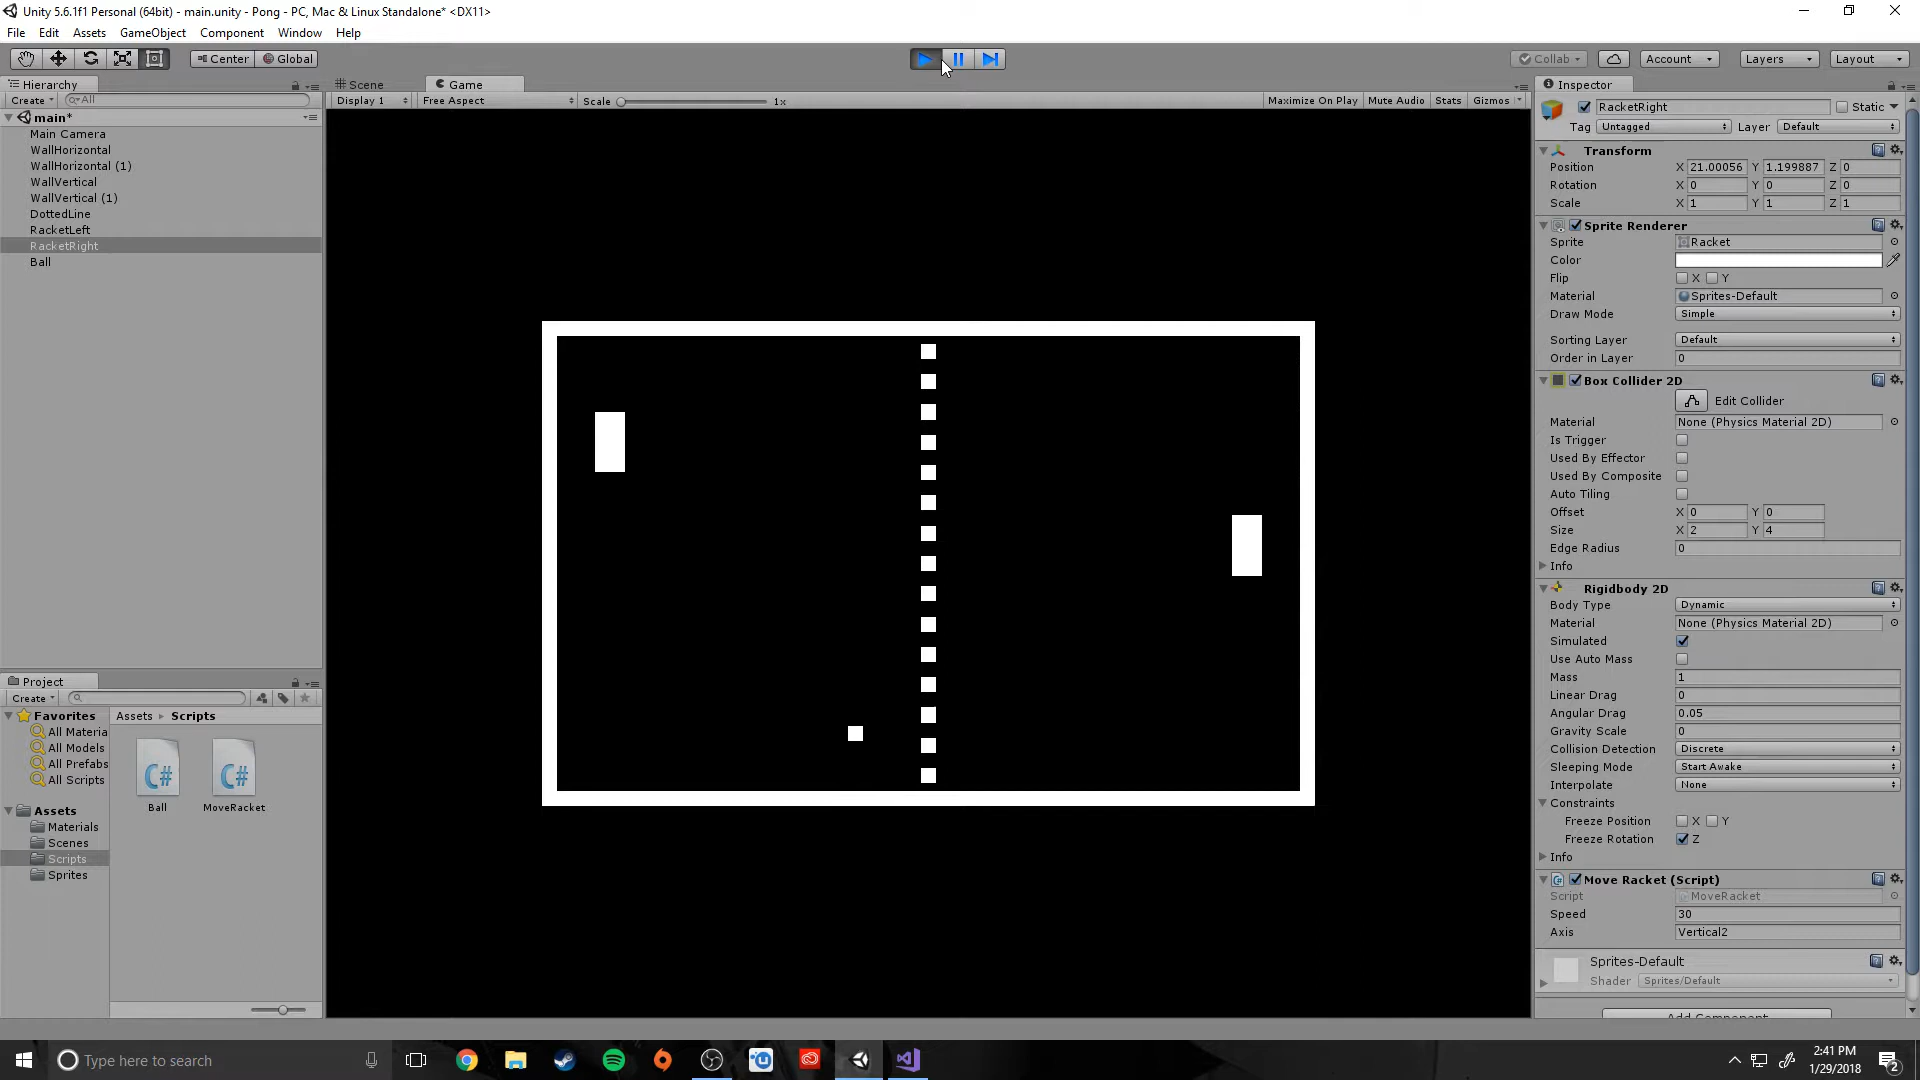 Unity 5.6.1f1 Personal (64bit) - main.unity - Pong - PC, Mac & Linux Standalone* <DX11>
File Edit Assets GameObject Component Window Help
Center Global Collab Account Layers Layout
Hierarchy
Create All
main*
Main Camera
WallHorizontal
WallHorizontal (1)
WallVertical
WallVertical (1)
DottedLine
RacketLeft
RacketRight
Ball
Scene Game
Display 1 Free Aspect Scale 1x Maximize On Play Mute Audio Stats Gizmos
Project
Create
Favorites
All Materia
All Models
All Prefabs
All Scripts
Assets
Materials
Scenes
Scripts
Sprites
Assets Scripts
C# C#
Ball MoveRacket
Inspector
RacketRight Static
Tag Untagged Layer Default
Transform
Position X 21.00056 Y 1.199887 Z 0
Rotation X 0 Y 0 Z 0
Scale X 1 Y 1 Z 1
Sprite Renderer
Sprite Racket
Color
Flip X Y
Material Sprites-Default
Draw Mode Simple
Sorting Layer Default
Order in Layer 0
Box Collider 2D
Edit Collider
Material None (Physics Material 2D)
Is Trigger
Used By Effector
Used By Composite
Auto Tiling
Offset X 0 Y 0
Size X 2 Y 4
Edge Radius 0
Info
Rigidbody 2D
Body Type Dynamic
Material None (Physics Material 2D)
Simulated
Use Auto Mass
Mass 1
Linear Drag 0
Angular Drag 0.05
Gravity Scale 0
Collision Detection Discrete
Sleeping Mode Start Awake
Interpolate None
Constraints
Freeze Position X Y
Freeze Rotation Z
Info
Move Racket (Script)
Script MoveRacket
Speed 30
Axis Vertical2
Sprites-Default
Shader Sprites/Default
Add Component
Type here to search
2:41 PM
1/29/2018
2